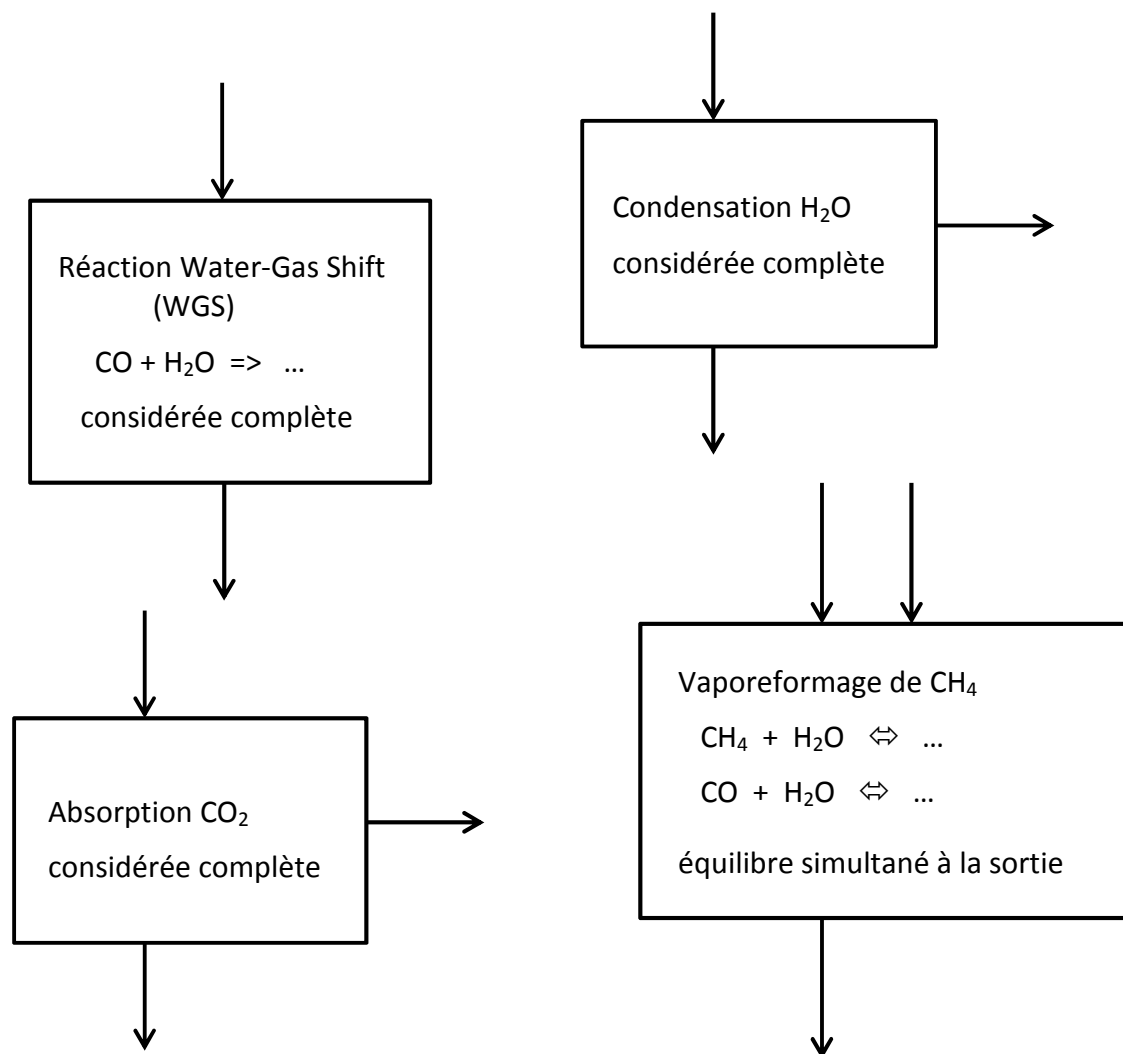 Réaction Water-Gas Shift
(WGS)
CO + H₂O => ...
considérée complète
Condensation H₂O
considérée complète
Absorption CO₂
considérée complète
Vaporeformage de CH₄
CH₄ + H₂O ⬄ ...
CO + H₂O ⬄ ...
équilibre simultané à la sortie